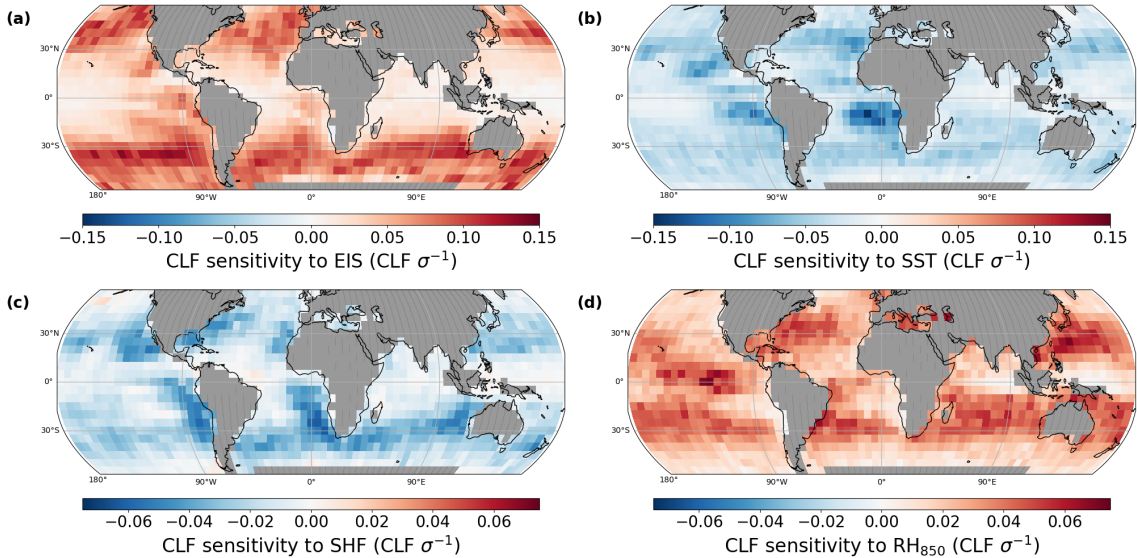 (a)
30°N
0°
30°S
180°
90°W
0°
90°E
−0.15 −0.10 −0.05 0.00 0.05 0.10 0.15
CLF sensitivity to EIS (CLF σ⁻¹)
(b)
30°N
0°
30°S
180°
90°W
0°
90°E
−0.15 −0.10 −0.05 0.00 0.05 0.10 0.15
CLF sensitivity to SST (CLF σ⁻¹)
(c)
30°N
0°
30°S
180°
90°W
0°
90°E
−0.06 −0.04 −0.02 0.00 0.02 0.04 0.06
CLF sensitivity to SHF (CLF σ⁻¹)
(d)
30°N
0°
30°S
180°
90°W
0°
90°E
−0.06 −0.04 −0.02 0.00 0.02 0.04 0.06
CLF sensitivity to RH₈₅₀ (CLF σ⁻¹)